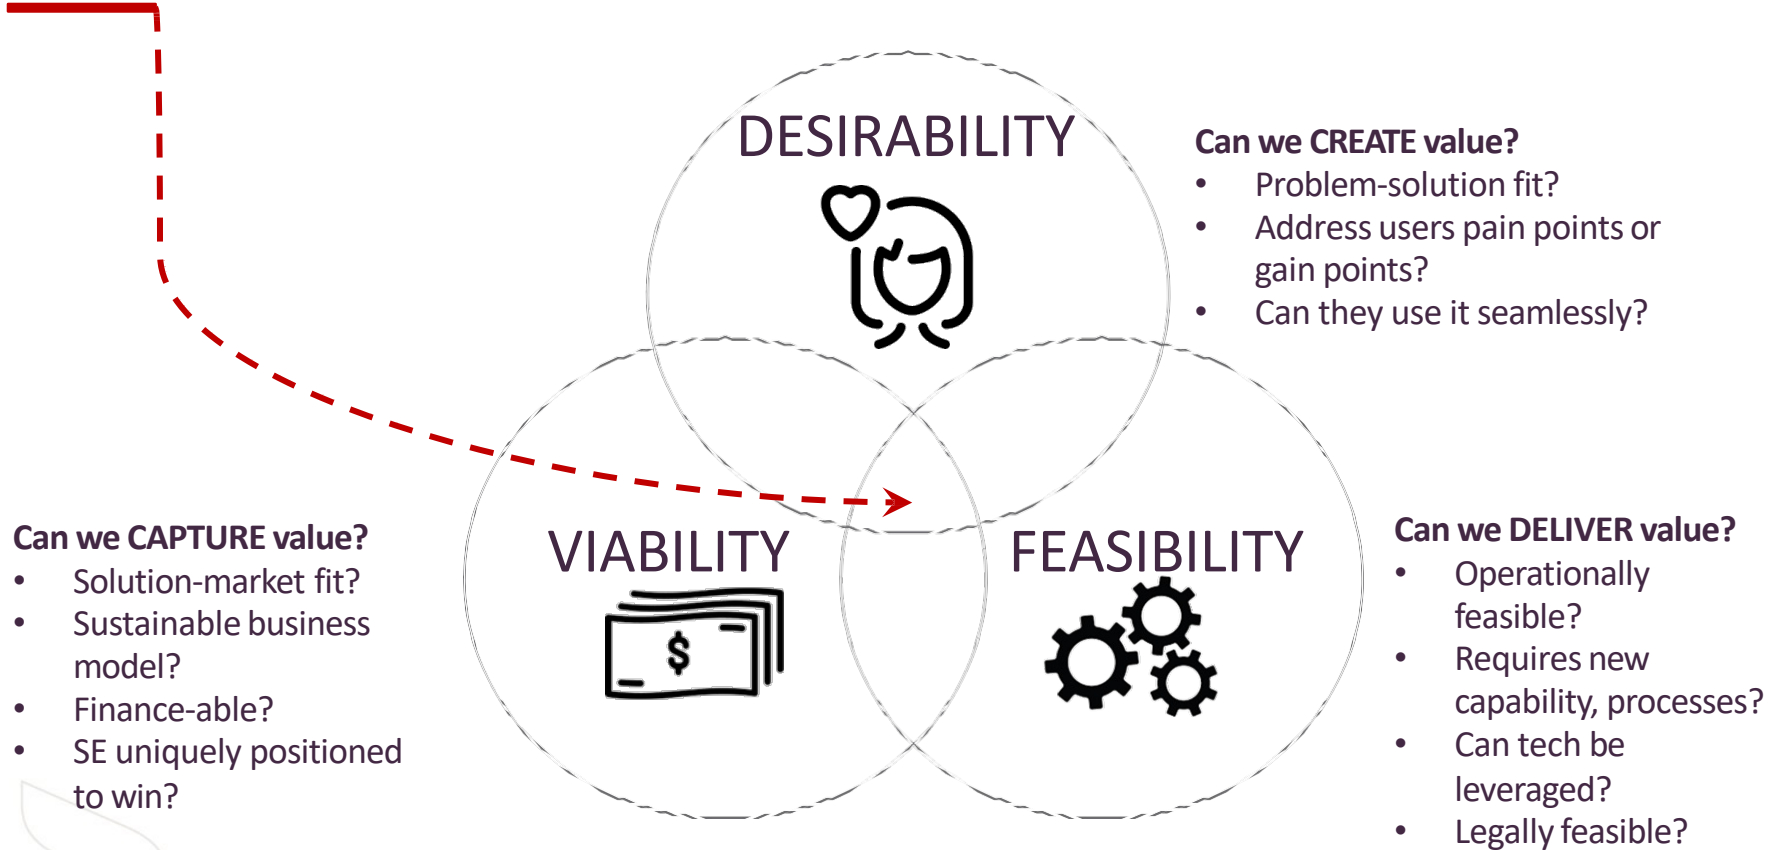 DESIRABILITY
Can we CREATE value?
• Problem-solution fit?
• Address users pain points or
gain points?
• Can they use it seamlessly?
Can we CAPTURE value?
• Solution-market fit?
• Sustainable business
model?
• Finance-able?
• SE uniquely positioned
to win?
VIABILITY
$
FEASIBILITY
Can we DELIVER value?
• Operationally
feasible?
• Requires new
capability, processes?
• Can tech be
leveraged?
• Legally feasible?